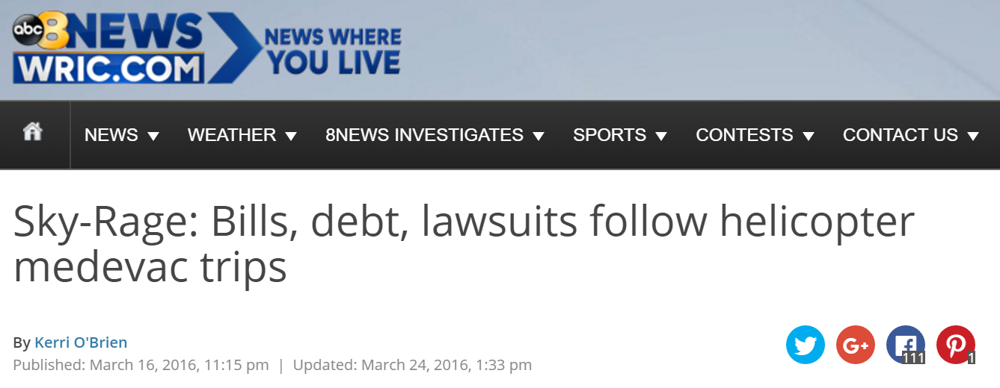 abc 8NEWS
WRIC.COM
NEWS WHERE
YOU LIVE
NEWS WEATHER 8NEWS INVESTIGATES SPORTS CONTESTS CONTACT US
Sky-Rage: Bills, debt, lawsuits follow helicopter
medevac trips
By Kerri O'Brien
Published: March 16, 2016, 11:15 pm | Updated: March 24, 2016, 1:33 pm
G+ 111 1